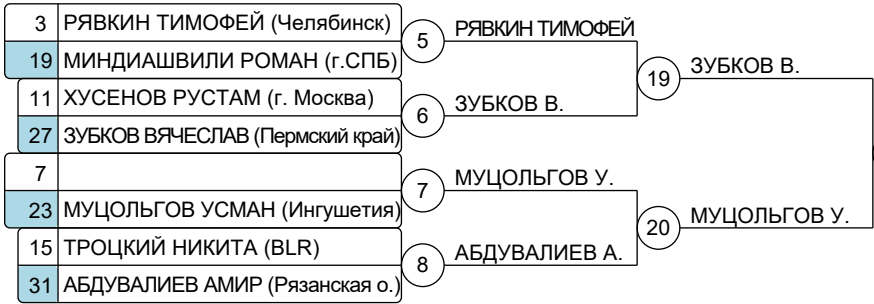 3 РЯВКИН ТИМОФЕЙ (Челябинск)
5 РЯВКИН ТИМОФЕЙ
19 МИНДИАШВИЛИ РОМАН (г.СПБ)
19 ЗУБКОВ В.
11 ХУСЕНОВ РУСТАМ (г. Москва)
6 ЗУБКОВ В.
27 ЗУБКОВ ВЯЧЕСЛАВ (Пермский край)
7
7 МУЦОЛЬГОВ У.
23 МУЦОЛЬГОВ УСМАН (Ингушетия)
20 МУЦОЛЬГОВ У.
15 ТРОЦКИЙ НИКИТА (BLR)
8 АБДУВАЛИЕВ А.
31 АБДУВАЛИЕВ АМИР (Рязанская о.)